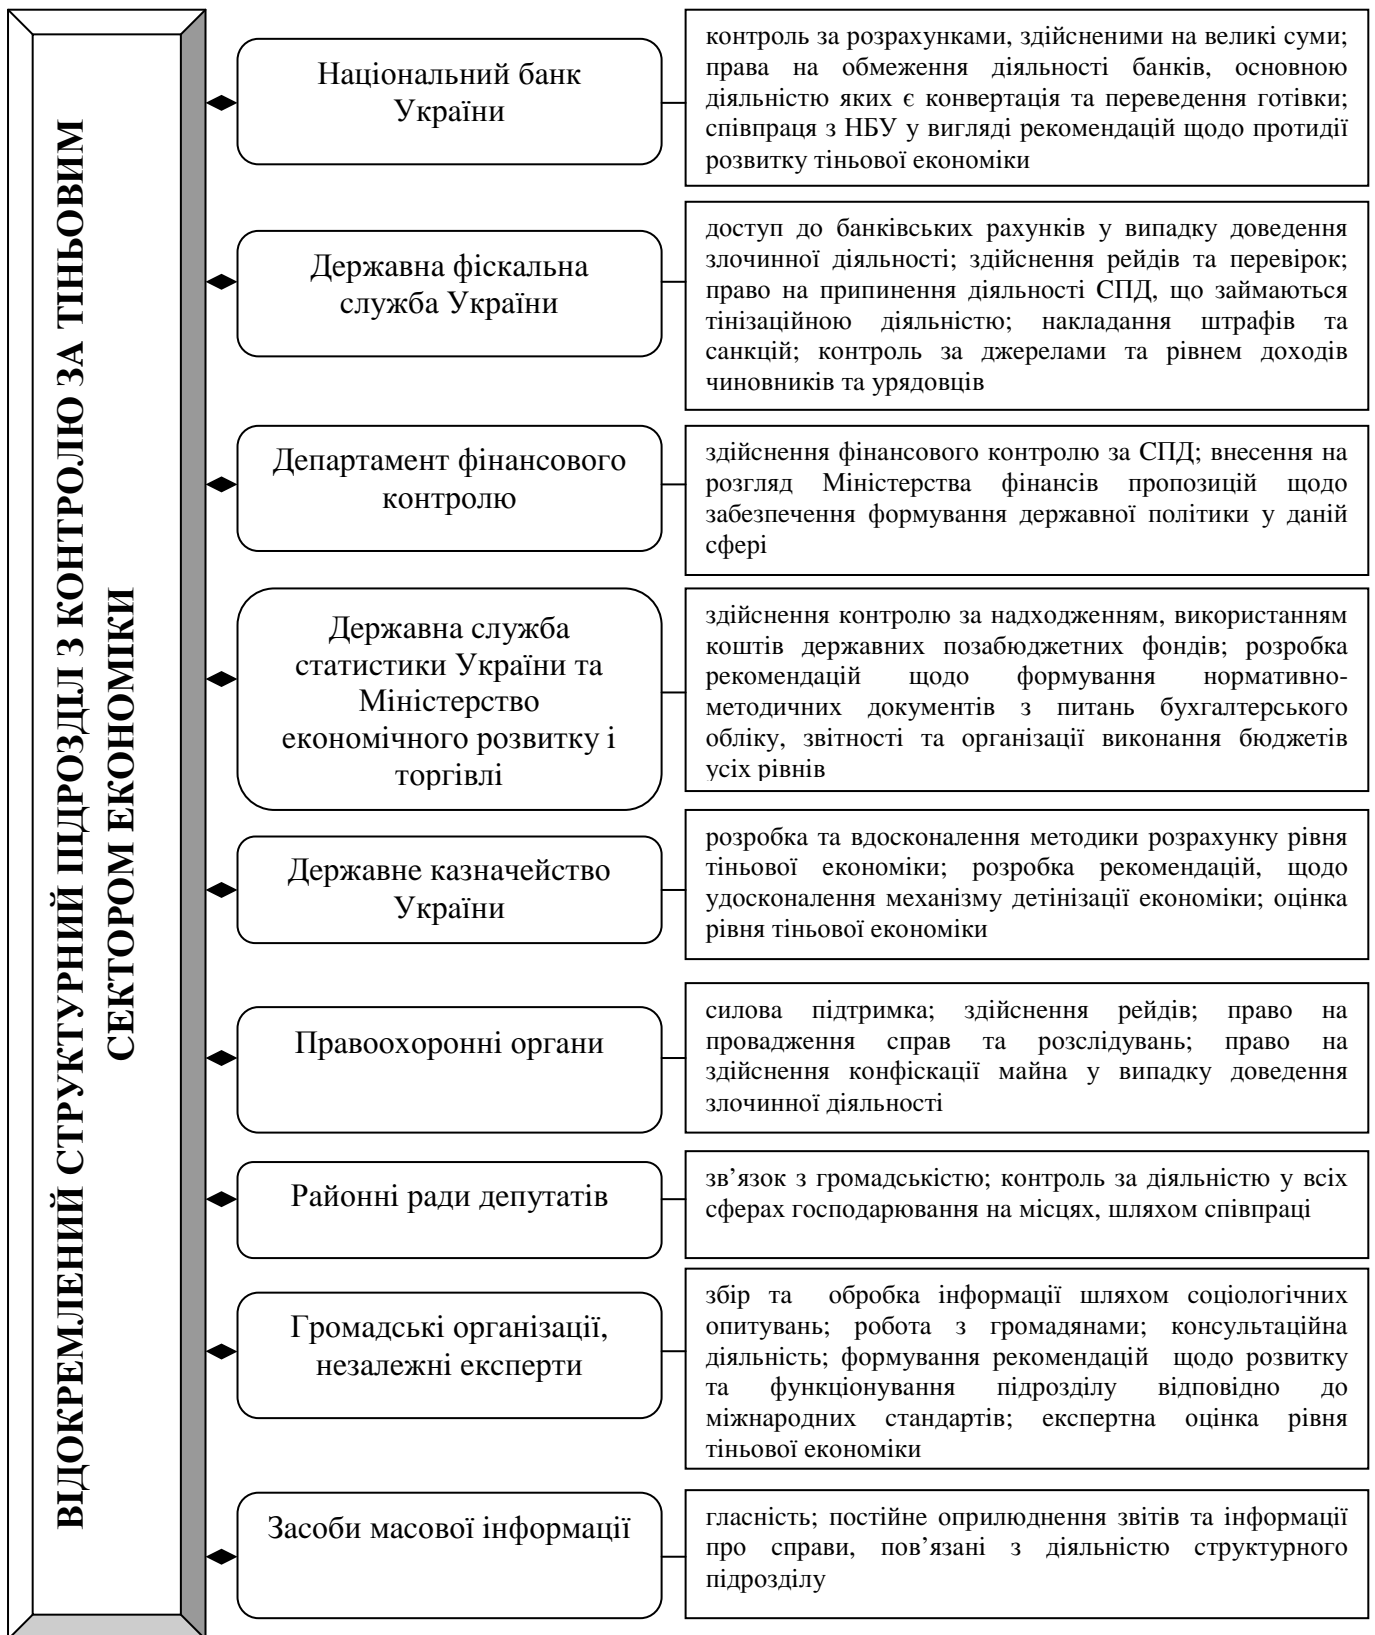 ВІДОКРЕМЛЕНИЙ СТРУКТУРНИЙ ПІДРОЗДІЛ З КОНТРОЛЮ ЗА ТІНЬОВИМ
СЕКТОРОМ ЕКОНОМІКИ
Національний банк
України
контроль за розрахунками, здійсненими на великі суми;
права на обмеження діяльності банків, основною
діяльністю яких є конвертація та переведення готівки;
співпраця з НБУ у вигляді рекомендацій щодо протидії
розвитку тіньової економіки
Державна фіскальна
служба України
доступ до банківських рахунків у випадку доведення
злочинної діяльності; здійснення рейдів та перевірок;
право на припинення діяльності СПД, що займаються
тінізаційною діяльністю; накладання штрафів та
санкцій; контроль за джерелами та рівнем доходів
чиновників та урядовців
Департамент фінансового
контролю
здійснення фінансового контролю за СПД; внесення на
розгляд Міністерства фінансів пропозицій щодо
забезпечення формування державної політики у даній
сфері
Державна служба
статистики України та
Міністерство
економічного розвитку і
торгівлі
здійснення контролю за надходженням, використанням
коштів державних позабюджетних фондів; розробка
рекомендацій щодо формування нормативно-
методичних документів з питань бухгалтерського
обліку, звітності та організації виконання бюджетів
усіх рівнів
Державне казначейство
України
розробка та вдосконалення методики розрахунку рівня
тіньової економіки; розробка рекомендацій, щодо
удосконалення механізму детінізації економіки; оцінка
рівня тіньової економіки
Правоохоронні органи
силова підтримка; здійснення рейдів; право на
провадження справ та розслідувань; право на
здійснення конфіскації майна у випадку доведення
злочинної діяльності
Районні ради депутатів
зв’язок з громадськістю; контроль за діяльністю у всіх
сферах господарювання на місцях, шляхом співпраці
Громадські організації,
незалежні експерти
збір та обробка інформації шляхом соціологічних
опитувань; робота з громадянами; консультаційна
діяльність; формування рекомендацій щодо розвитку
та функціонування підрозділу відповідно до
міжнародних стандартів; експертна оцінка рівня
тіньової економіки
Засоби масової інформації
гласність; постійне оприлюднення звітів та інформації
про справи, пов’язані з діяльністю структурного
підрозділу